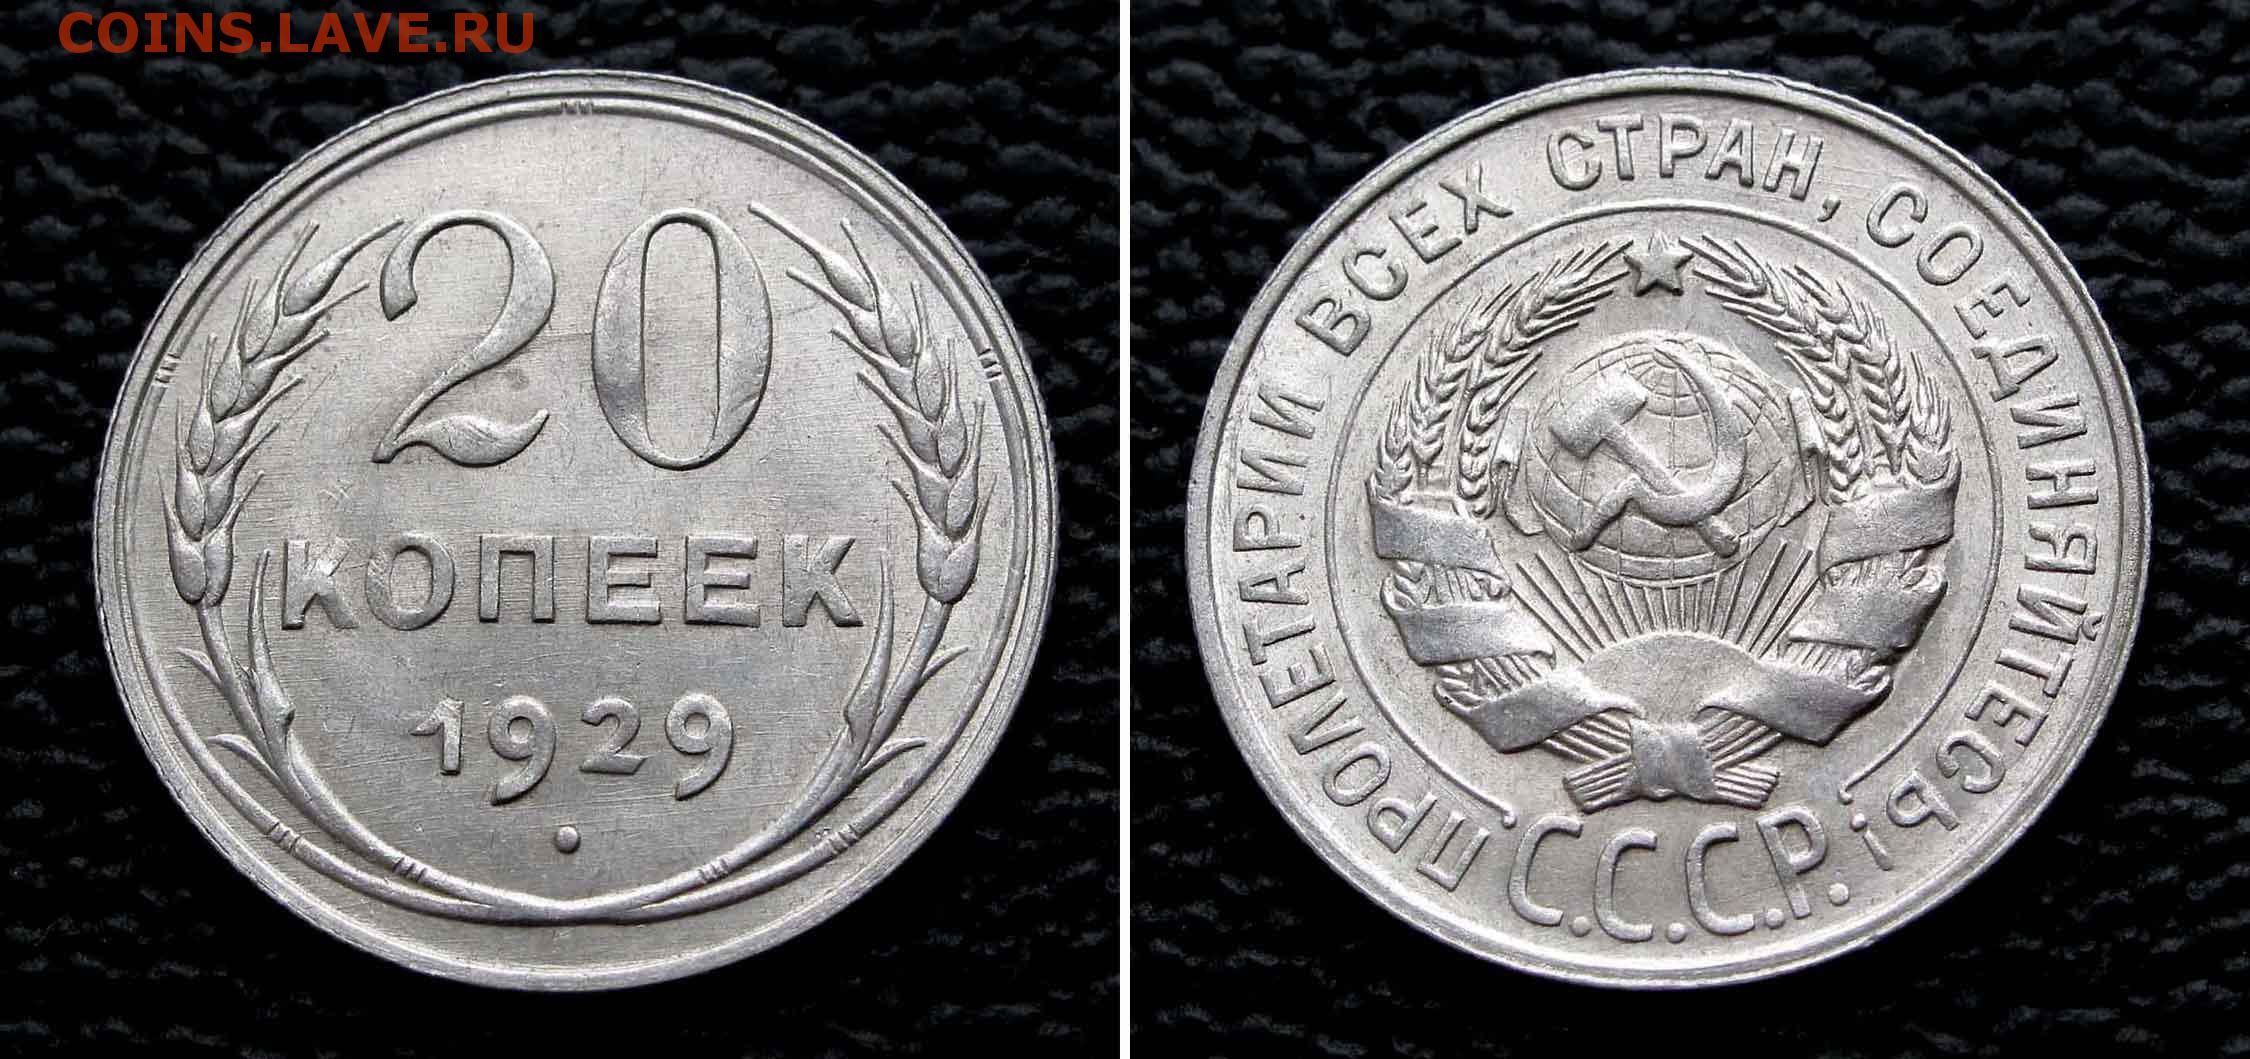 COINS.LAVE.RU
20
КОПЕЕК
1929
ПРОЛЕТАРИИ ВСЕХ СТРАН, СОЕДИНЯЙТЕСЬ!
С.С.С.Р.